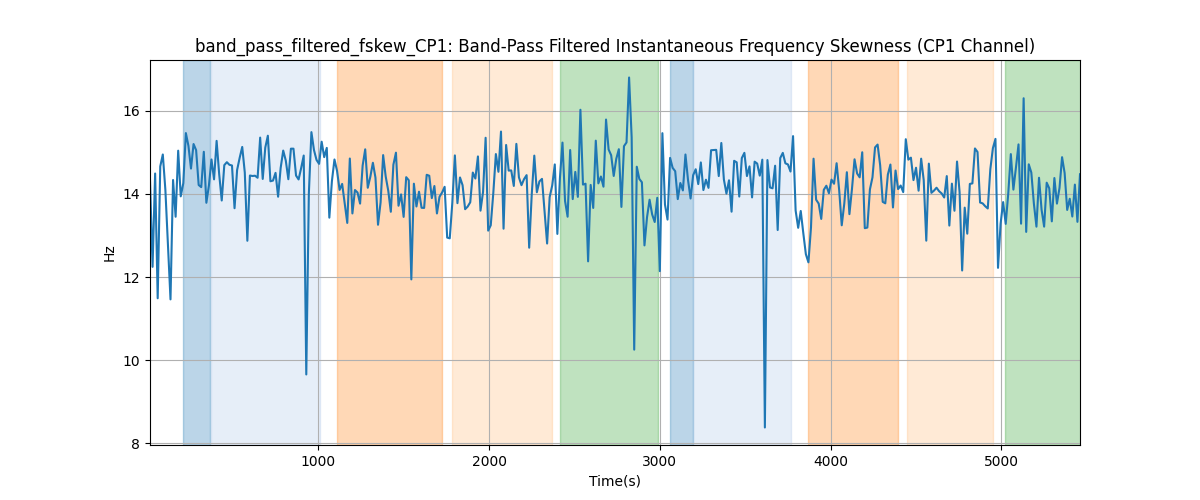 band_pass_filtered_fskew_CP1: Band-Pass Filtered Instantaneous Frequency Skewness (CP1 Channel)
Hz
16
14
12
10
8
1000 2000 3000 4000 5000
Time(s)